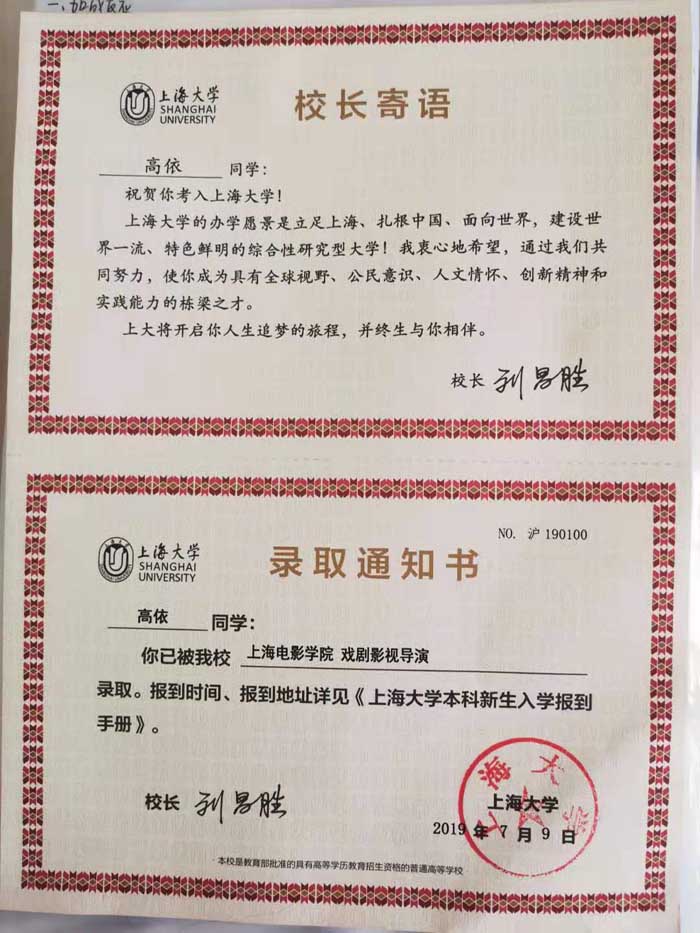 上海大学
SHANGHAI
UNIVERSITY
校长寄语
高依 同学：
祝贺你考入上海大学！
上海大学的办学愿景是立足上海、扎根中国、面向世界，建设世
界一流、特色鲜明的综合性研究型大学！我衷心地希望，通过我们共
同努力，使你成为具有全球视野、公民意识、人文情怀、创新精神和
实践能力的栋梁之才。
上大将开启你人生追梦的旅程，并终生与你相伴。
校长 刘昌胜
NO. 沪 190100
上海大学
SHANGHAI
UNIVERSITY
录取通知书
高依 同学：
你已被我校 上海电影学院 戏剧影视导演
录取。报到时间、报到地址详见《上海大学本科新生入学报到
手册》。
校长 刘昌胜
上海大学
上海大学
2019 年 7 月 9 日
·本校是教育部批准的具有高等学历教育招生资格的普通高等学校